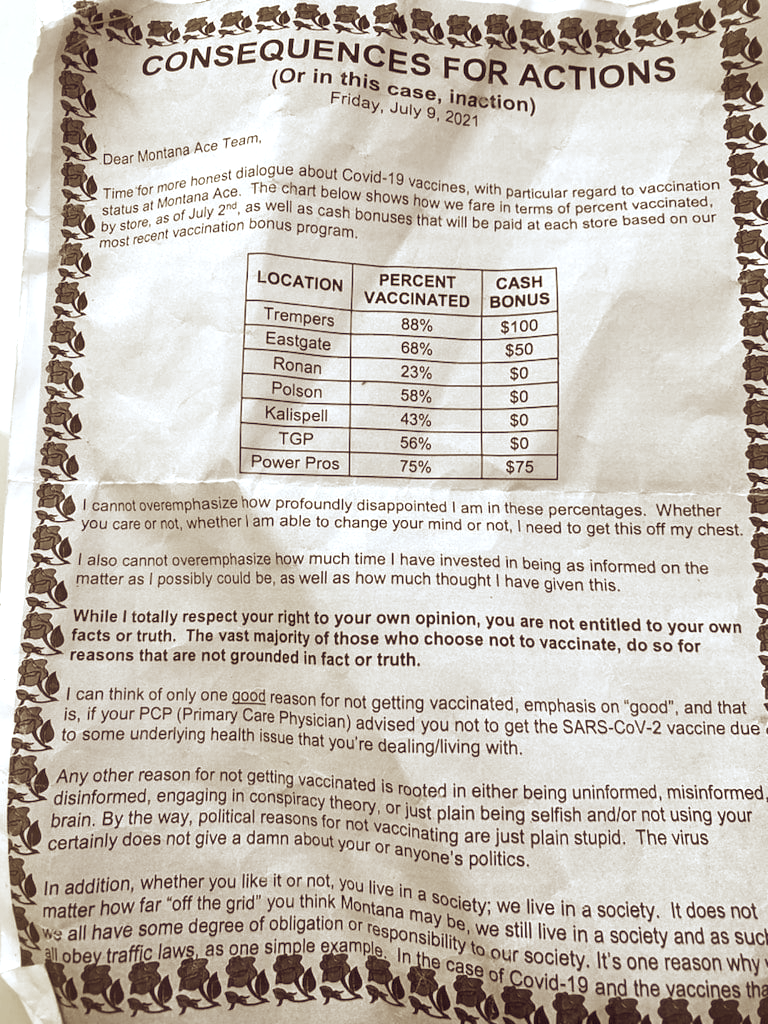 CONSEQUENCES FOR ACTIONS
(Or in this case, inaction)
Friday, July 9, 2021
Dear Montana Ace Team,
Time for more honest dialogue about Covid-19 vaccines, with particular regard to vaccination
status at Montana Ace. The chart below shows how we fare in terms of percent vaccinated,
by store, as of July 2nd, as well as cash bonuses that will be paid at each store based on our
most recent vaccination bonus program.
LOCATION PERCENT VACCINATED CASH BONUS
Trempers 88% $100
Eastgate 68% $50
Ronan 23% $0
Polson 58% $0
Kalispell 43% $0
TGP 56% $0
Power Pros 75% $75
I cannot overemphasize how profoundly disappointed I am in these percentages. Whether
you care or not, whether I am able to change your mind or not, I need to get this off my chest.
I also cannot overemphasize how much time I have invested in being as informed on the
matter as I possibly could be, as well as how much thought I have given this.
While I totally respect your right to your own opinion, you are not entitled to your own
facts or truth. The vast majority of those who choose not to vaccinate, do so for
reasons that are not grounded in fact or truth.
I can think of only one good reason for not getting vaccinated, emphasis on “good”, and that
is, if your PCP (Primary Care Physician) advised you not to get the SARS-CoV-2 vaccine due
to some underlying health issue that you’re dealing/living with.
Any other reason for not getting vaccinated is rooted in either being uninformed, misinformed,
disinformed, engaging in conspiracy theory, or just plain being selfish and/or not using your
brain. By the way, political reasons for not vaccinating are just plain stupid. The virus
certainly does not give a damn about your or anyone’s politics.
In addition, whether you like it or not, you live in a society; we live in a society. It does not
matter how far “off the grid” you think Montana may be, we still live in a society and as such
we all have some degree of obligation or responsibility to our society. It’s one reason why
all obey traffic laws, as one simple example. In the case of Covid-19 and the vaccines